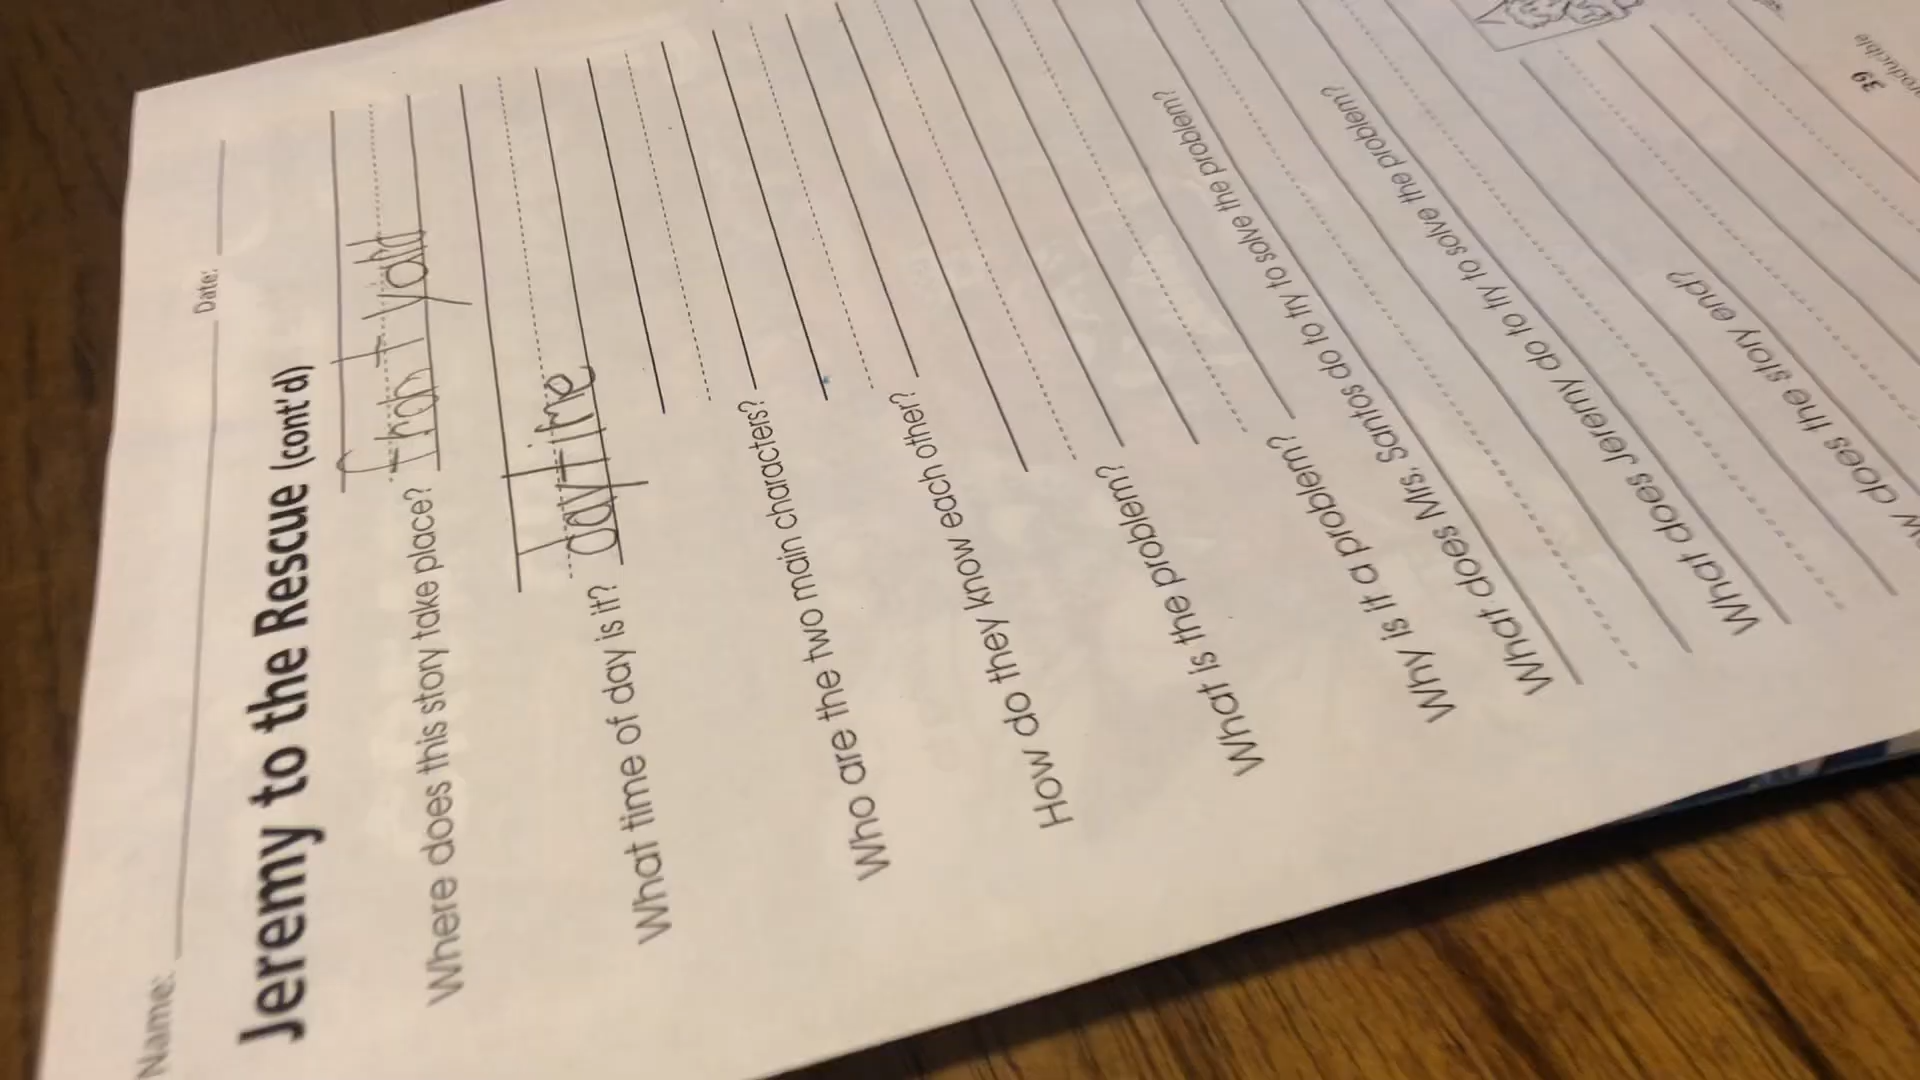 Name: Date:
Jeremy to the Rescue (cont'd)
Where does this story take place? front yard
What time of day is it? daytime
Who are the two main characters?
How do they know each other?
What is the problem?
Why is it a problem?
What does Mrs. Santos do to try to solve the problem?
What does Jeremy do to try to solve the problem?
does the story end?
39